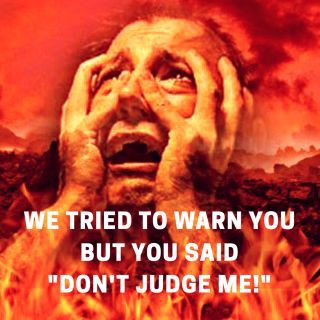 WE TRIED TO WARN YOU
BUT YOU SAID
"DON'T JUDGE ME!"